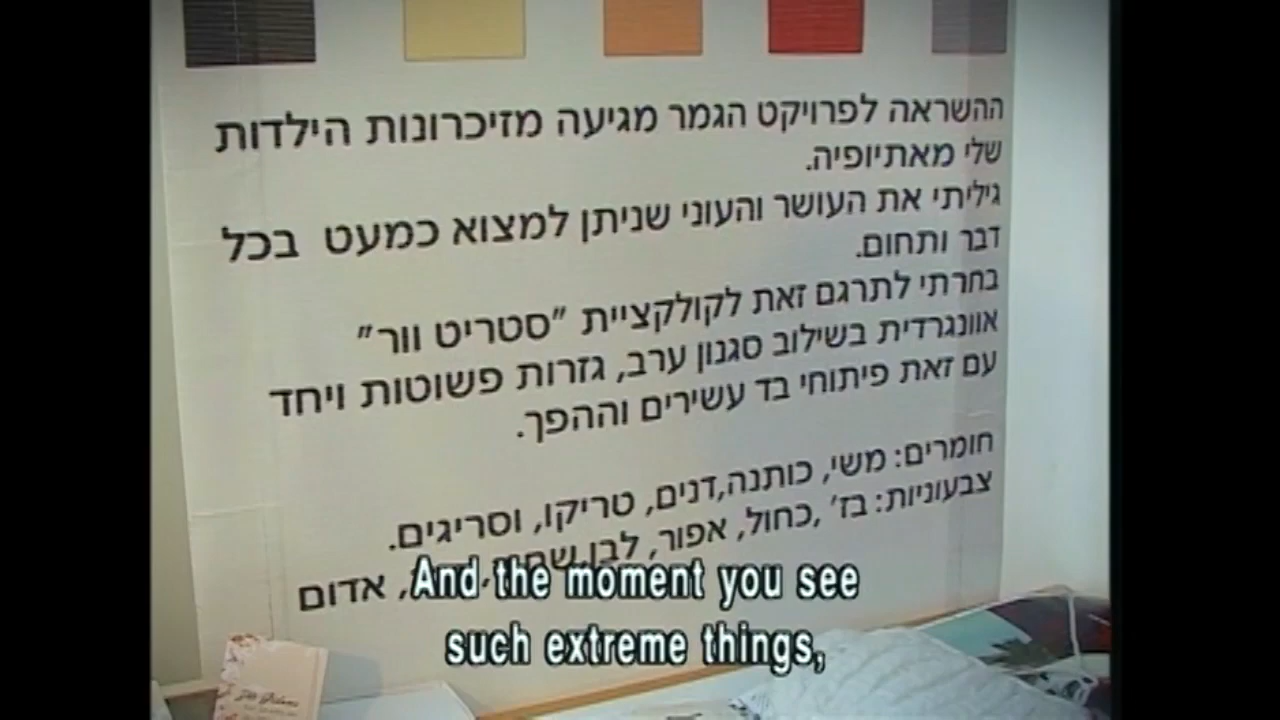 ההשראה לפרויקט הגמר מגיעה מזיכרונות הילדות
שלי מאתיופיה.
גיליתי את העושר והעוני שניתן למצוא כמעט בכל
דבר ותחום.
בחרתי לתרגם זאת לקולקציית "סטריט וור"
אוונגרדית בשילוב סגנון ערב, גזרות פשוטות ויחד
עם זאת פיתוחי בד עשירים וההפך.
חומרים: משי, כותנה,דנים, טריקו, וסריגים.
צבעוניות: בז', כחול, אפור, לבן, אדום
And the moment you see
such extreme things,